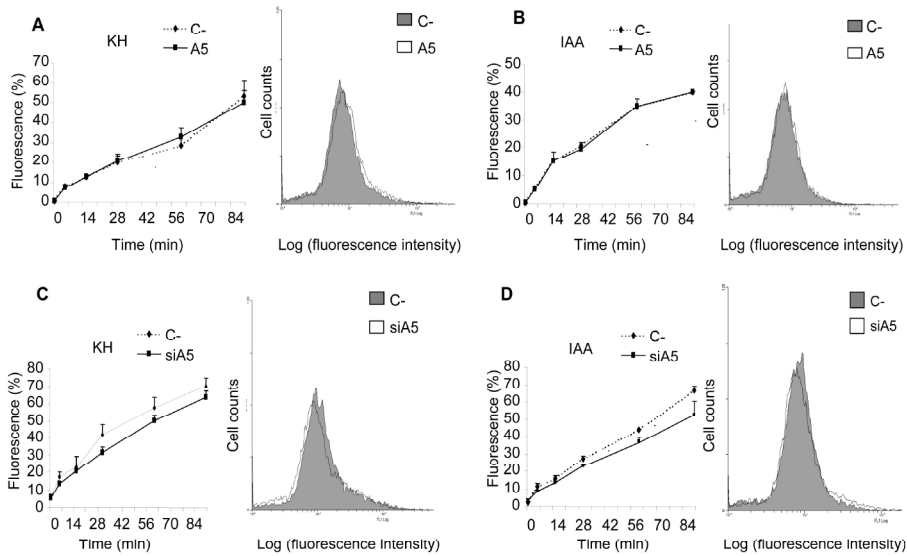 A
KH
C-
A5
C-
A5
Fluorescence (%)
70
60
50
40
30
20
10
0
0 14 28 42 56 70 84
Time (min)
Cell counts
Log (fluorescence intensity)
B
IAA
C-
A5
C-
A5
Fluorescence (%)
50
40
30
20
10
0
0 14 28 42 56 70 84
Time (min)
Cell counts
Log (fluorescence intensity)
C
KH
C-
siA5
C-
siA5
Fluorescence (%)
80
70
60
50
40
30
20
10
0
0 14 28 42 56 70 84
Time (min)
Cell counts
Log (fluorescence intensity)
D
IAA
C-
siA5
C-
siA5
Fluorescence (%)
80
70
60
50
40
30
20
10
0
0 14 28 42 56 70 84
Time (min)
Cell counts
Log (fluorescence intensity)